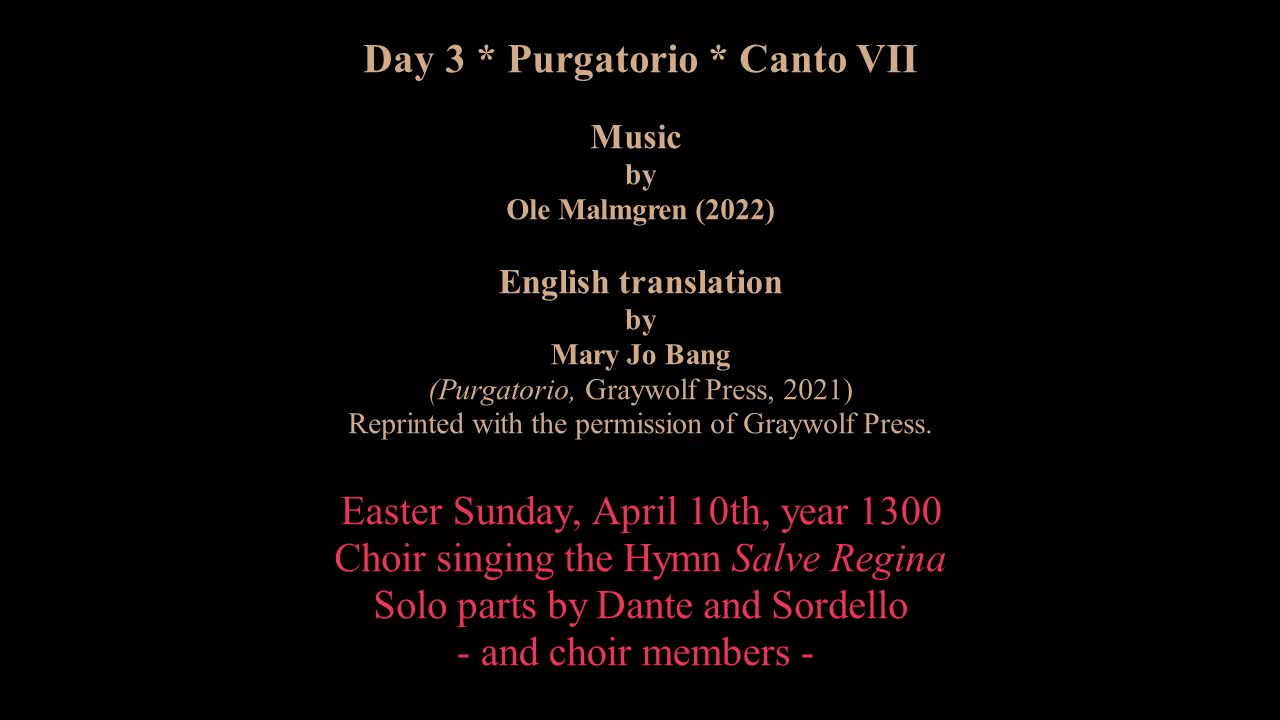 Day 3 * Purgatorio * Canto VII
Music
by
Ole Malmgren (2022)
English translation
by
Mary Jo Bang
(Purgatorio, Graywolf Press, 2021)
Reprinted with the permission of Graywolf Press.
Easter Sunday, April 10th, year 1300
Choir singing the Hymn Salve Regina
Solo parts by Dante and Sordello
- and choir members -